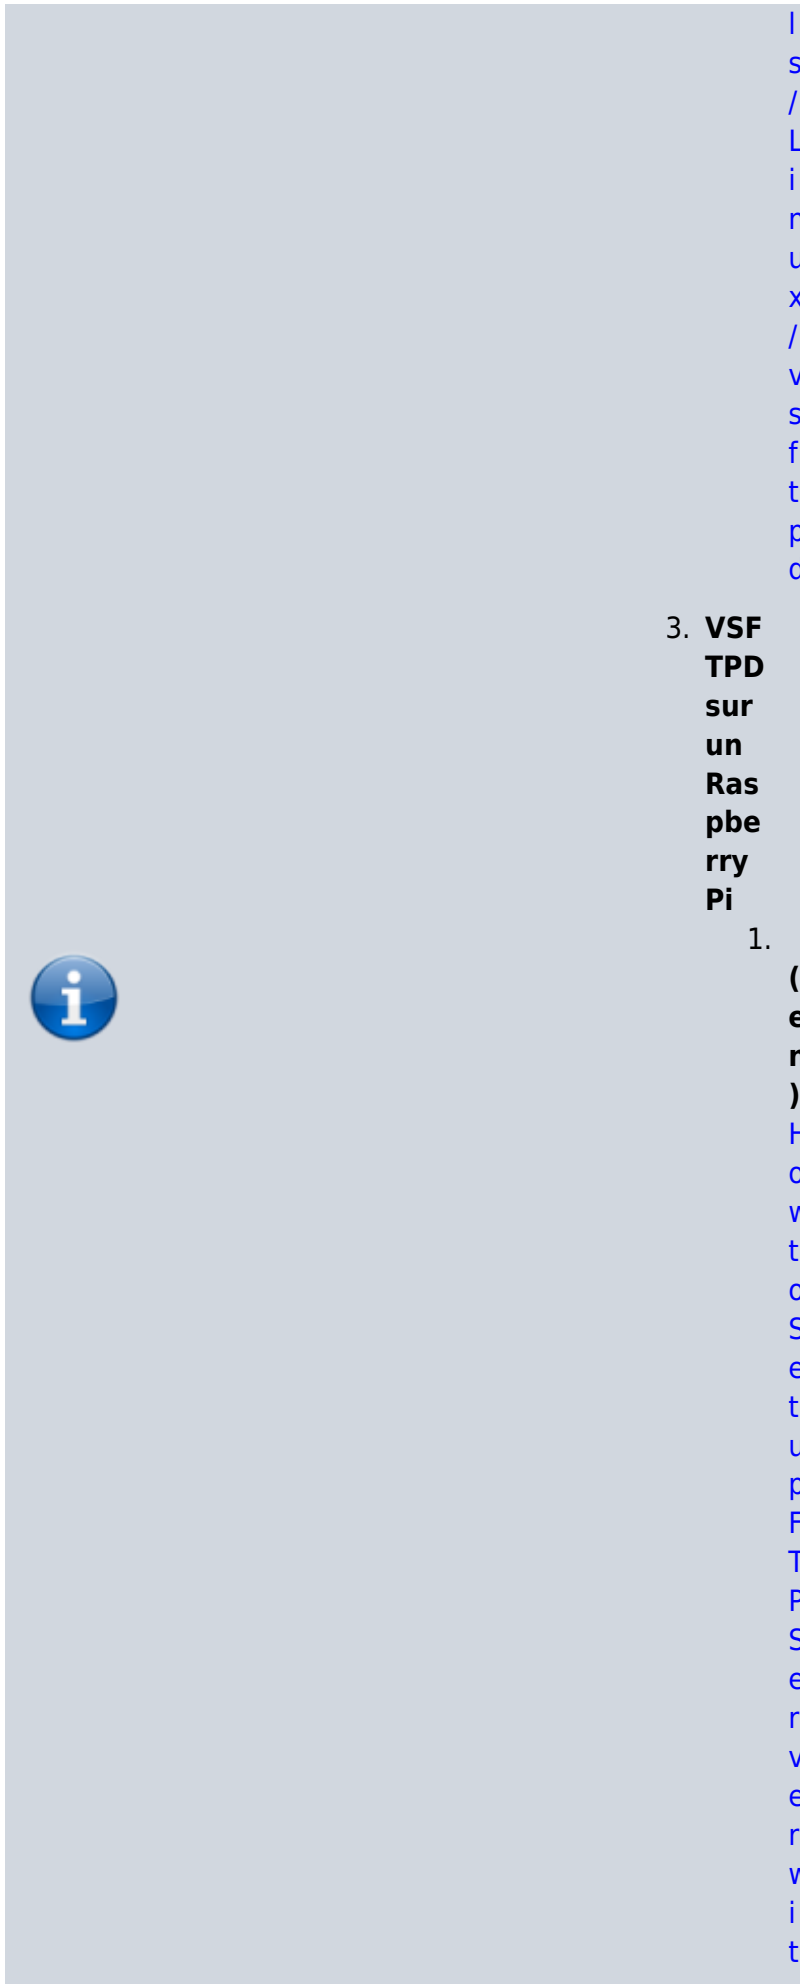 l
s
/
L
i
n
u
x
/
v
s
f
t
p
d
3. VSF
TPD
sur
un
Ras
pbe
rry
Pi
1.
(
e
n
)
H
o
w
t
o
S
e
t
u
p
F
T
P
S
e
r
v
e
r
w
i
t